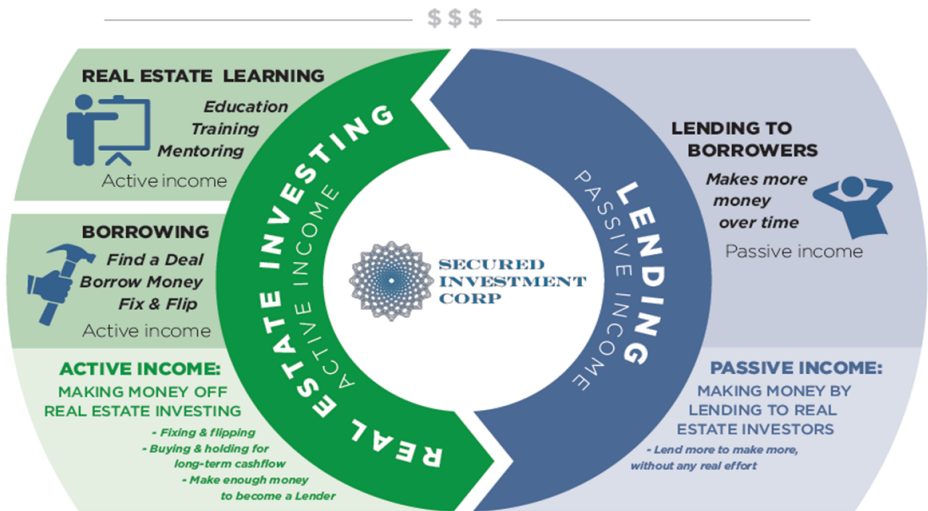 $ $ $
REAL ESTATE LEARNING
Education
Training
Mentoring
Active income
BORROWING
Find a Deal
Borrow Money
Fix & Flip
Active income
ACTIVE INCOME:
MAKING MONEY OFF
REAL ESTATE INVESTING
- Fixing & flipping
- Buying & holding for
long-term cashflow
- Make enough money
to become a Lender
REAL ESTATE INVESTING
ACTIVE INCOME
SECURED
INVESTMENT
CORP
LENDING
PASSIVE INCOME
LENDING TO
BORROWERS
Makes more
money
over time
Passive income
PASSIVE INCOME:
MAKING MONEY BY
LENDING TO REAL
ESTATE INVESTORS
- Lend more to make more,
without any real effort